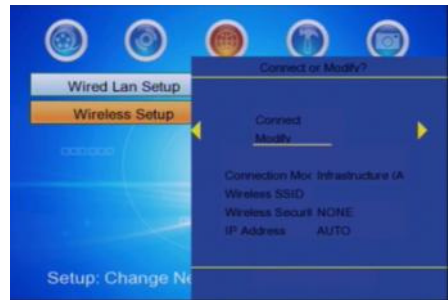 Connect or Modify?
Wired Lan Setup
Wireless Setup
Connect
Modify
Connection Mo Infrastructure (A
Wireless SSID
Wireless Securit NONE
IP Address AUTO
Setup: Change Ne